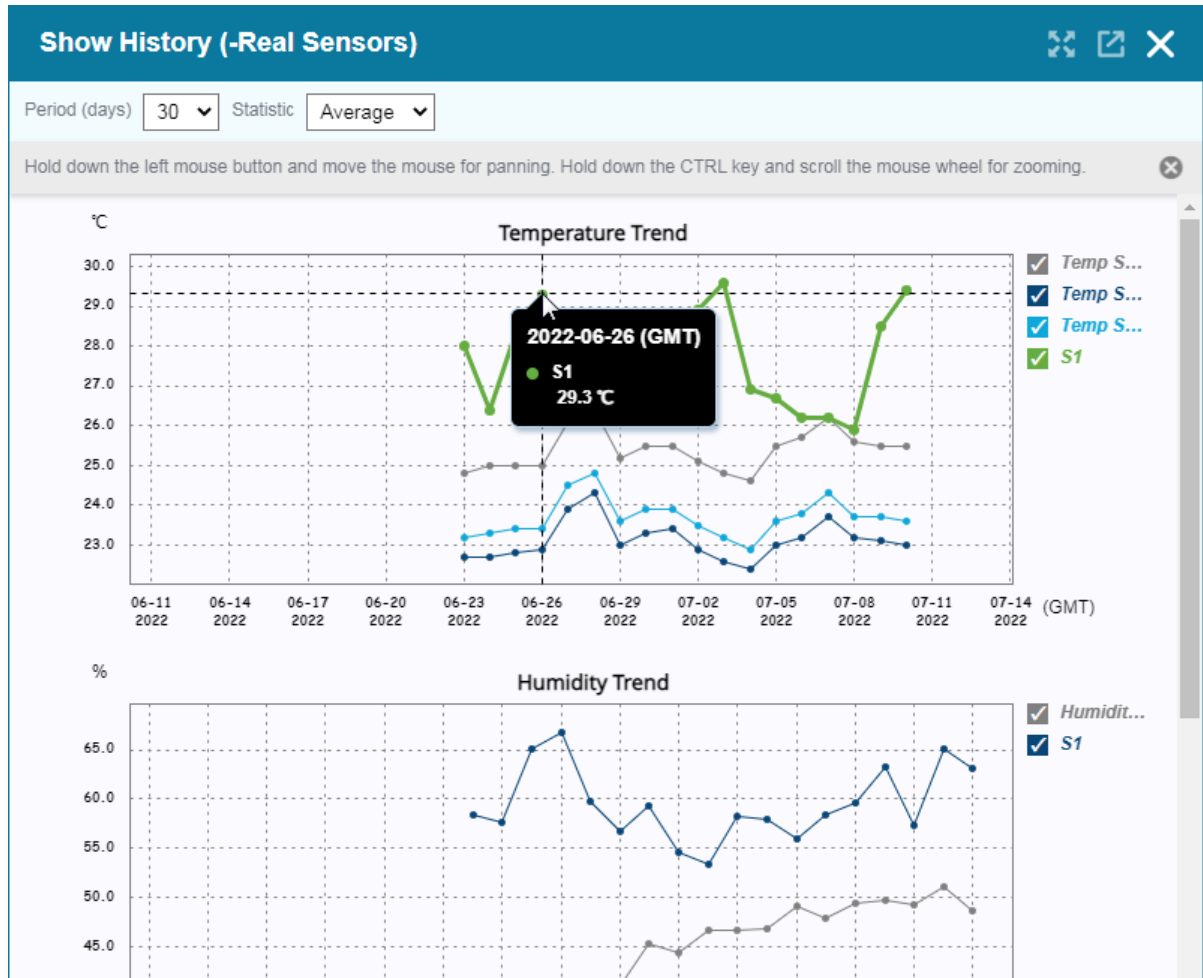 Show History (-Real Sensors)
Period (days) 30 Statistic Average
Hold down the left mouse button and move the mouse for panning. Hold down the CTRL key and scroll the mouse wheel for zooming.
℃
Temperature Trend
30.0
29.0
28.0
27.0
26.0
25.0
24.0
23.0
2022-06-26 (GMT)
S1
29.3 ℃
Temp S...
Temp S...
Temp S...
S1
06-11 06-14 06-17 06-20 06-23 06-26 06-29 07-02 07-05 07-08 07-11 07-14
2022 2022 2022 2022 2022 2022 2022 2022 2022 2022 2022 2022
(GMT)
%
Humidity Trend
65.0
60.0
55.0
50.0
45.0
Humidit...
S1